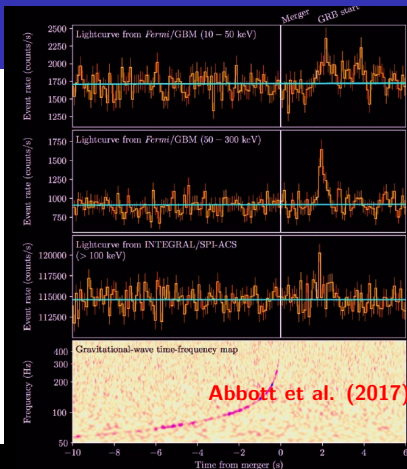 Merger
GRB start
Lightcurve from Fermi/GBM (10 − 50 keV)
Event rate (counts/s)
2500
2250
2000
1750
1500
1250
Lightcurve from Fermi/GBM (50 − 300 keV)
Event rate (counts/s)
1750
1500
1250
1000
750
Lightcurve from INTEGRAL/SPI-ACS
(> 100 keV)
Event rate (counts/s)
120000
117500
115000
112500
Gravitational-wave time-frequency map
Frequency (Hz)
400
300
200
100
50
Abbott et al. (2017)
−10 −8 −6 −4 −2 0 2 4 6
Time from merger (s)